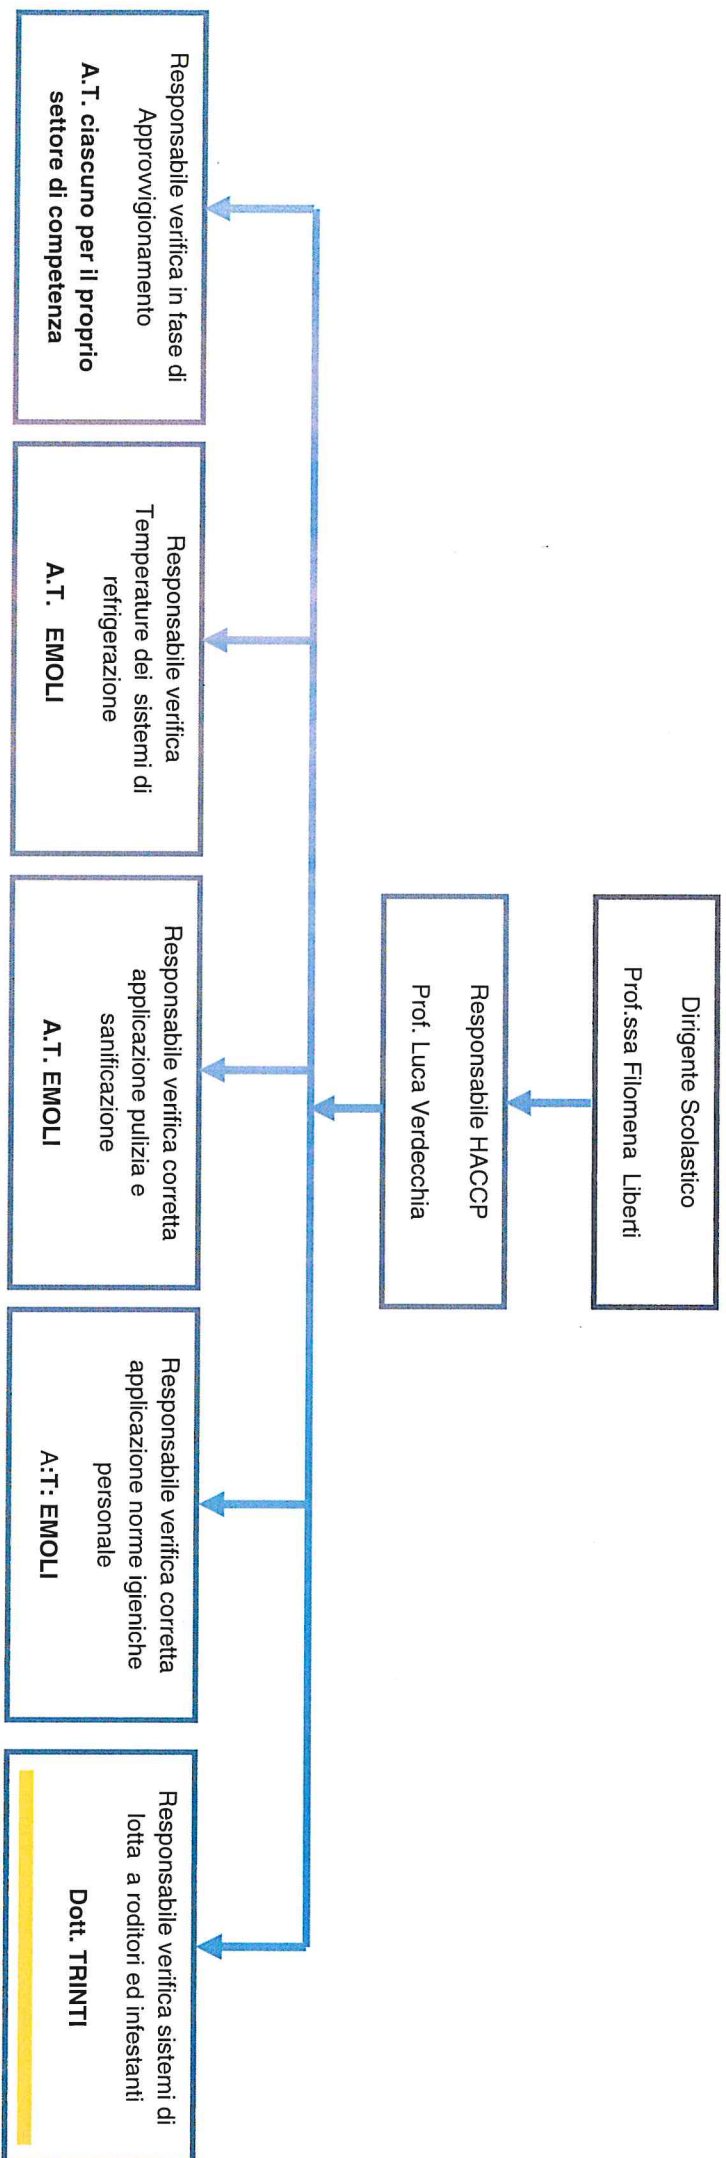 Dirigente Scolastico
Prof.ssa Filomena Liberti
Responsabile HACCP
Prof. Luca Verdecchia
Responsabile verifica in fase di
Approvvigionamento
A.T. ciascuno per il proprio
settore di competenza
Responsabile verifica
Temperature dei sistemi di
refrigerazione
A.T. EMOLI
Responsabile verifica corretta
applicazione pulizia e
sanificazione
A.T. EMOLI
Responsabile verifica corretta
applicazione norme igieniche
personale
A:T: EMOLI
Responsabile verifica sistemi di
lotta a roditori ed infestanti
Dott. TRINTI